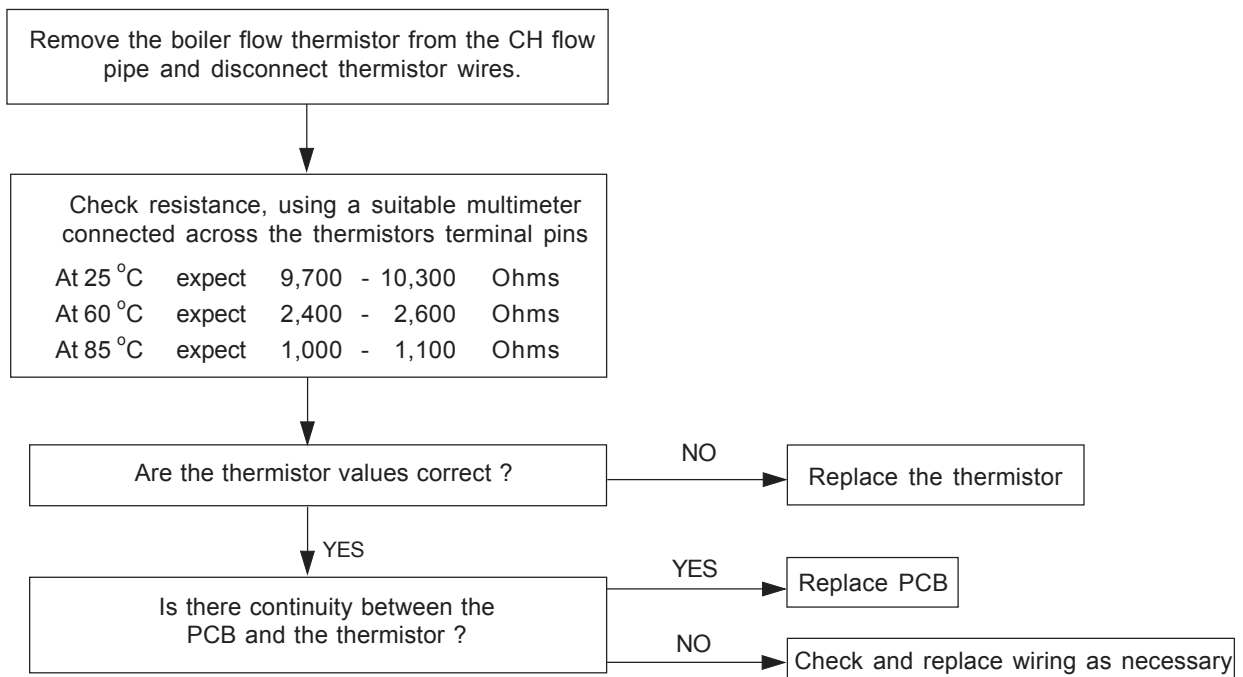 Remove the boiler flow thermistor from the CH flow
pipe and disconnect thermistor wires.
Check resistance, using a suitable multimeter
connected across the thermistors terminal pins
At 25 °C expect 9,700 - 10,300 Ohms
At 60 °C expect 2,400 - 2,600 Ohms
At 85 °C expect 1,000 - 1,100 Ohms
Are the thermistor values correct ?
NO
Replace the thermistor
YES
Is there continuity between the
PCB and the thermistor ?
YES
Replace PCB
NO
Check and replace wiring as necessary